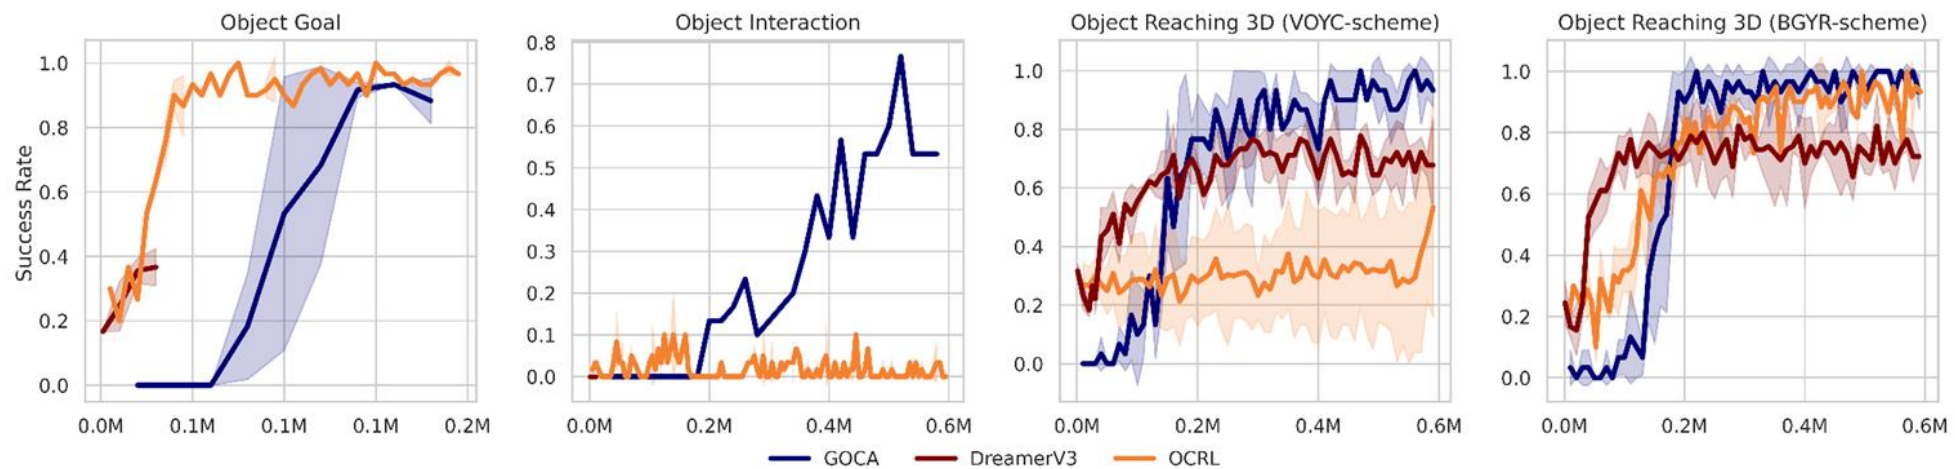 Object Goal
Success Rate
1.0
0.8
0.6
0.4
0.2
0.0
0.0M 0.1M 0.1M 0.1M 0.2M
Object Interaction
0.8
0.7
0.6
0.5
0.4
0.3
0.2
0.1
0.0
0.0M 0.2M 0.4M 0.6M
Object Reaching 3D (VOYC-scheme)
1.0
0.8
0.6
0.4
0.2
0.0
0.0M 0.2M 0.4M 0.6M
Object Reaching 3D (BGYR-scheme)
1.0
0.8
0.6
0.4
0.2
0.0
0.0M 0.2M 0.4M 0.6M
GOCA DreamerV3 OCRL